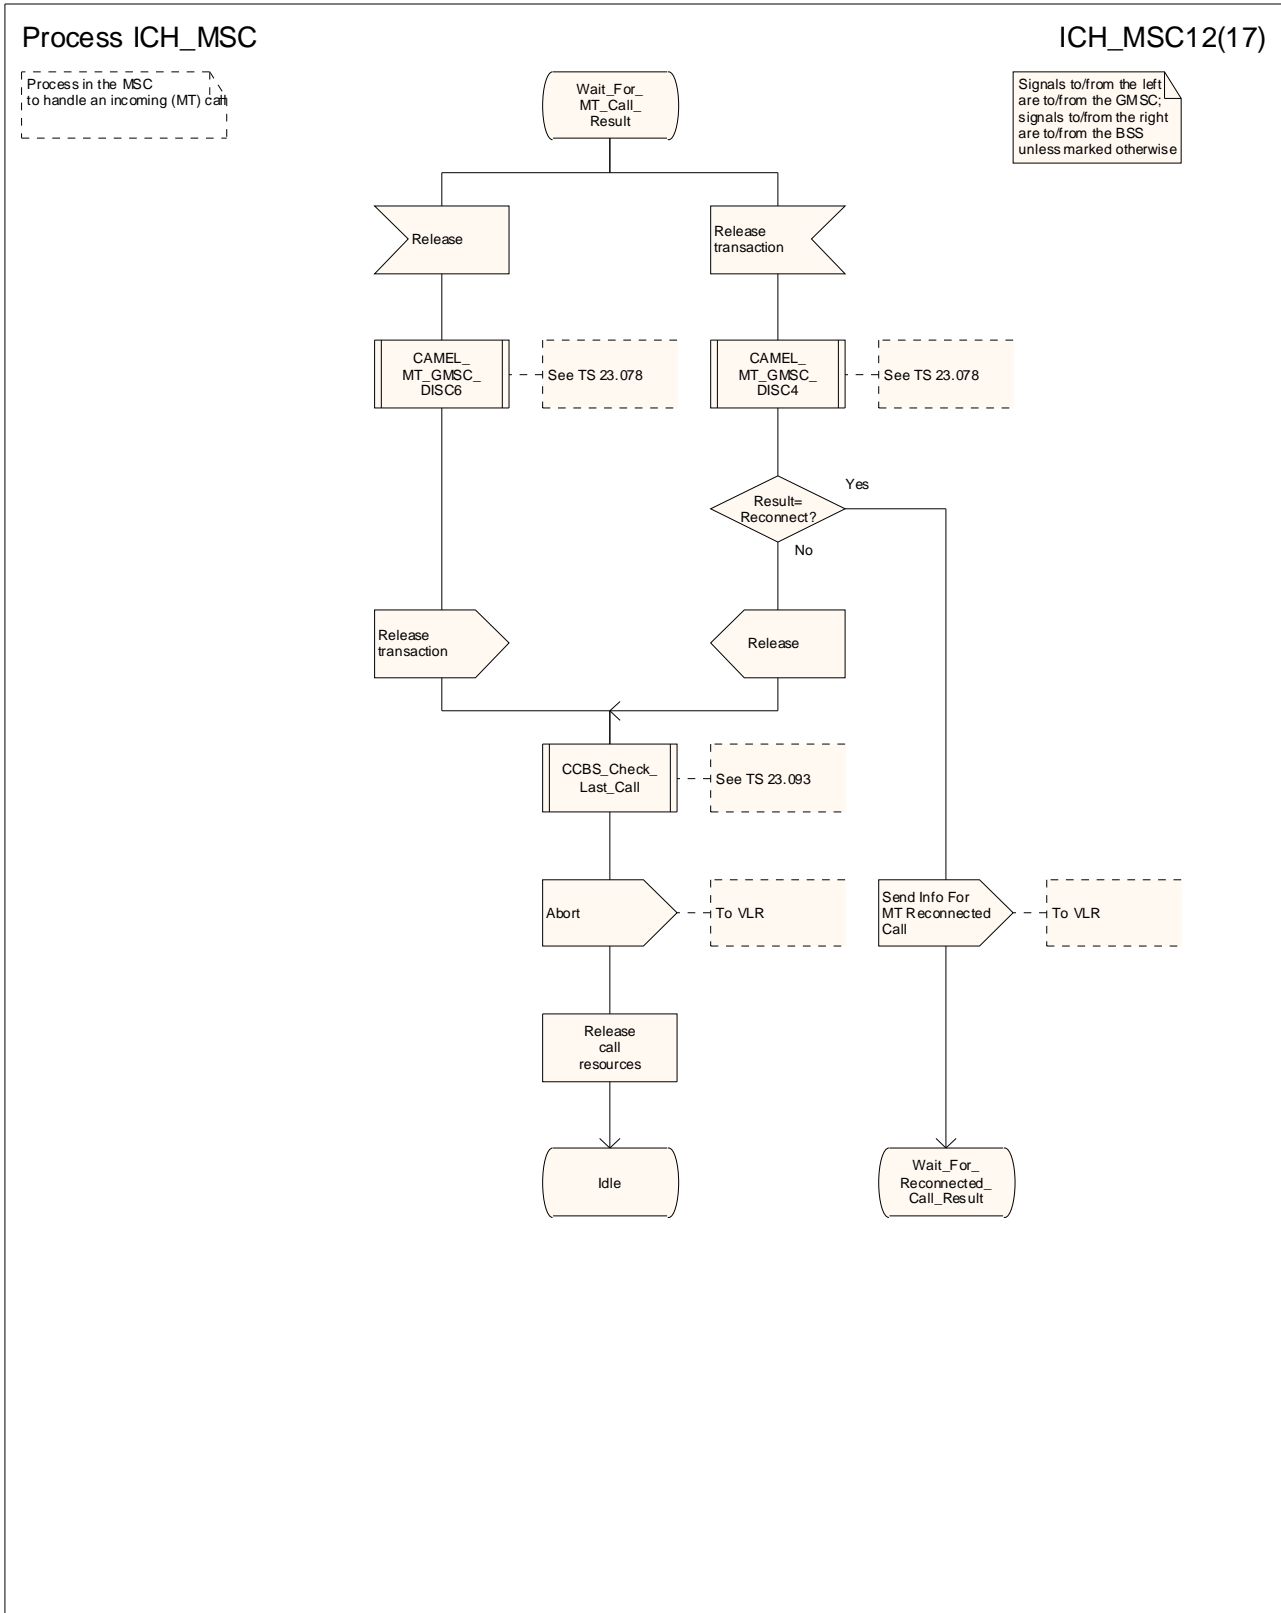 Process ICH_MSC
ICH_MSC12(17)
Process in the MSC
to handle an incoming (MT) call
Wait_For_
MT_Call_
Result
Signals to/from the left
are to/from the GMSC;
signals to/from the right
are to/from the BSS
unless marked otherwise
Release
Release
transaction
CAMEL_
MT_GMSC_
DISC6
See TS 23.078
CAMEL_
MT_GMSC_
DISC4
See TS 23.078
Result=
Reconnect?
Yes
No
Release
transaction
Release
CCBS_Check_
Last_Call
See TS 23.093
Abort
To VLR
Send Info For
MT Reconnected
Call
To VLR
Release
call
resources
Idle
Wait_For_
Reconnected_
Call_Result